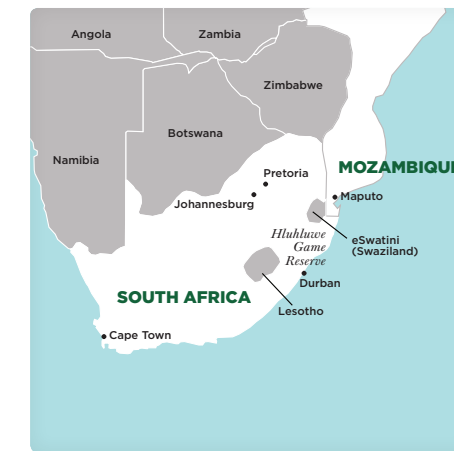 Angola
Zambia
Zimbabwe
Botswana
Namibia
MOZAMBIQU
Pretoria
Johannesburg
Maputo
Hluhluwe
Game
Reserve
eSwatini
(Swaziland)
Durban
SOUTH AFRICA
Lesotho
Cape Town